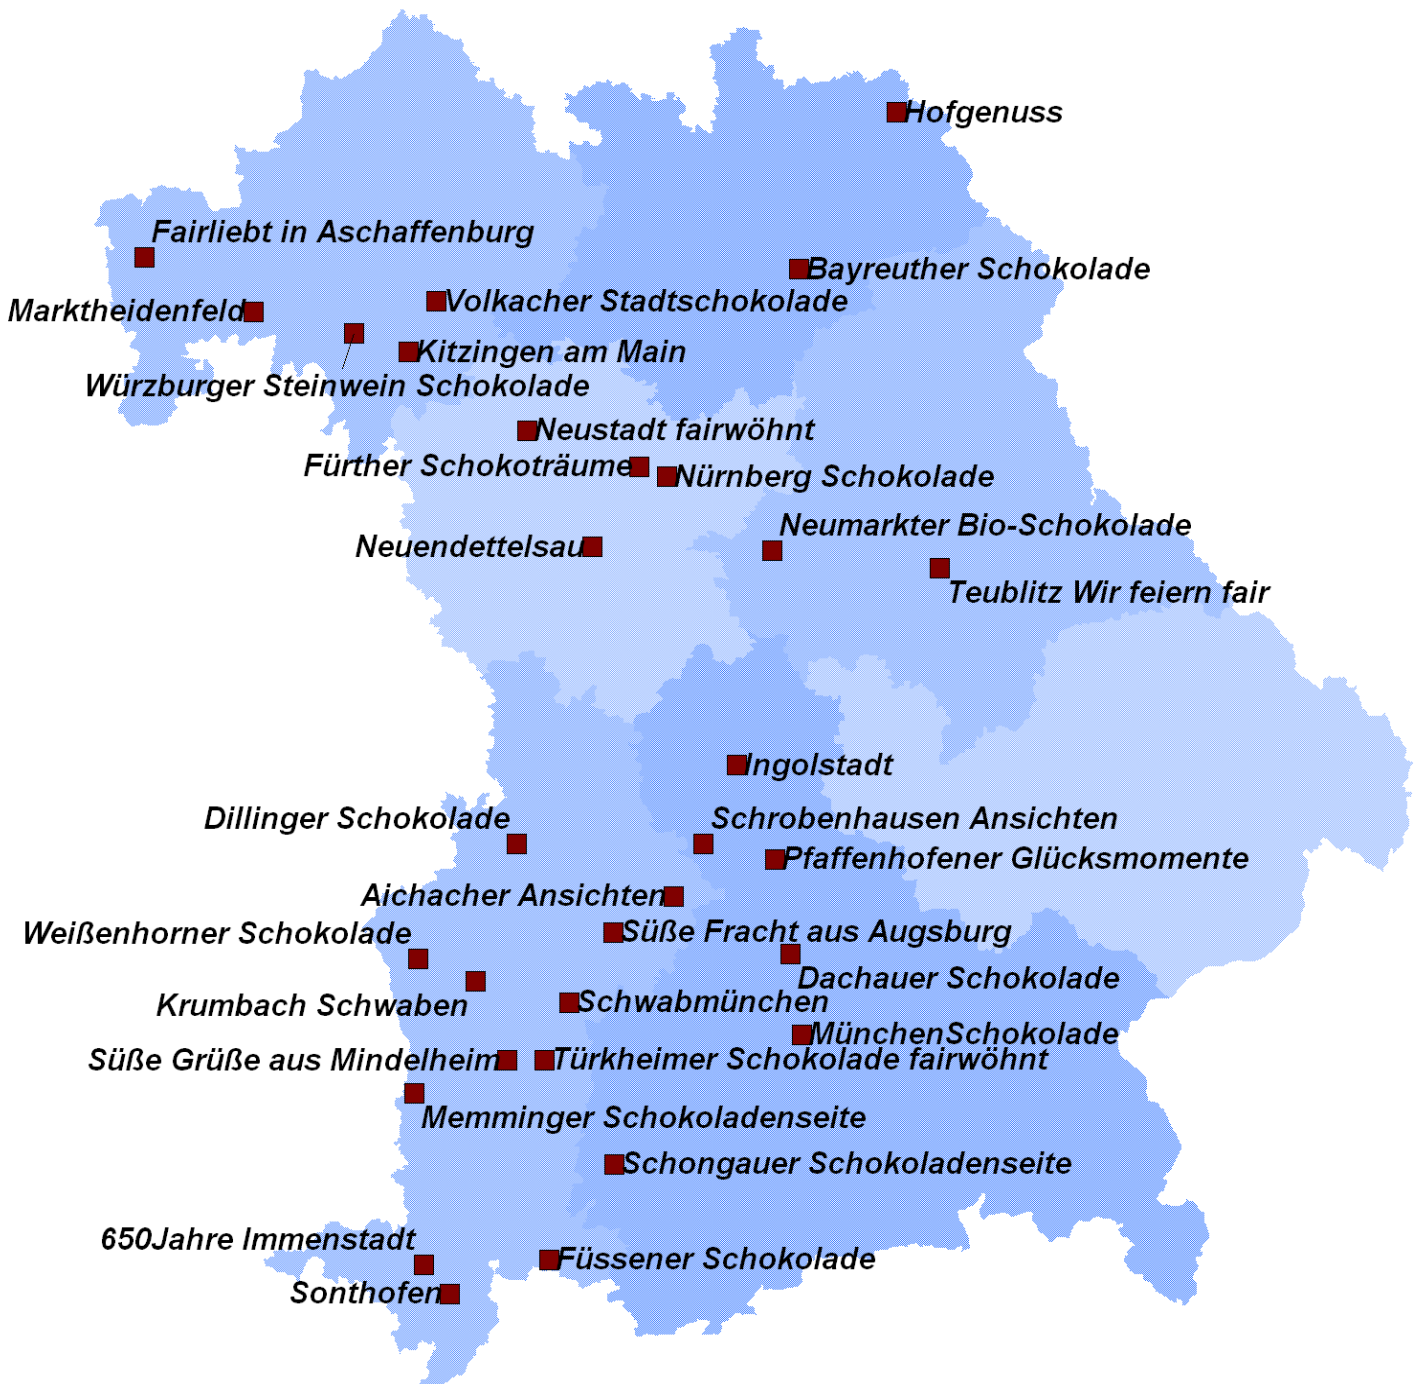 Hofgenuss
Fairliebt in Aschaffenburg
Bayreuther Schokolade
Volkacher Stadtschokolade
Marktheidenfeld
Kitzingen am Main
Würzburger Steinwein Schokolade
Neustadt fairwöhnt
Fürther Schokoträume
Nürnberg Schokolade
Neumarkter Bio-Schokolade
Neuendettelsau
Teublitz Wir feiern fair
Ingolstadt
Dillinger Schokolade
Schrobenhausen Ansichten
Pfaffenhofener Glücksmomente
Aichacher Ansichten
Süße Fracht aus Augsburg
Weißenhorner Schokolade
Dachauer Schokolade
Krumbach Schwaben
Schwabmünchen
MünchenSchokolade
Süße Grüße aus Mindelheim
Türkheimer Schokolade fairwöhnt
Memminger Schokoladenseite
Schongauer Schokoladenseite
650Jahre Immenstadt
Füssener Schokolade
Sonthofen